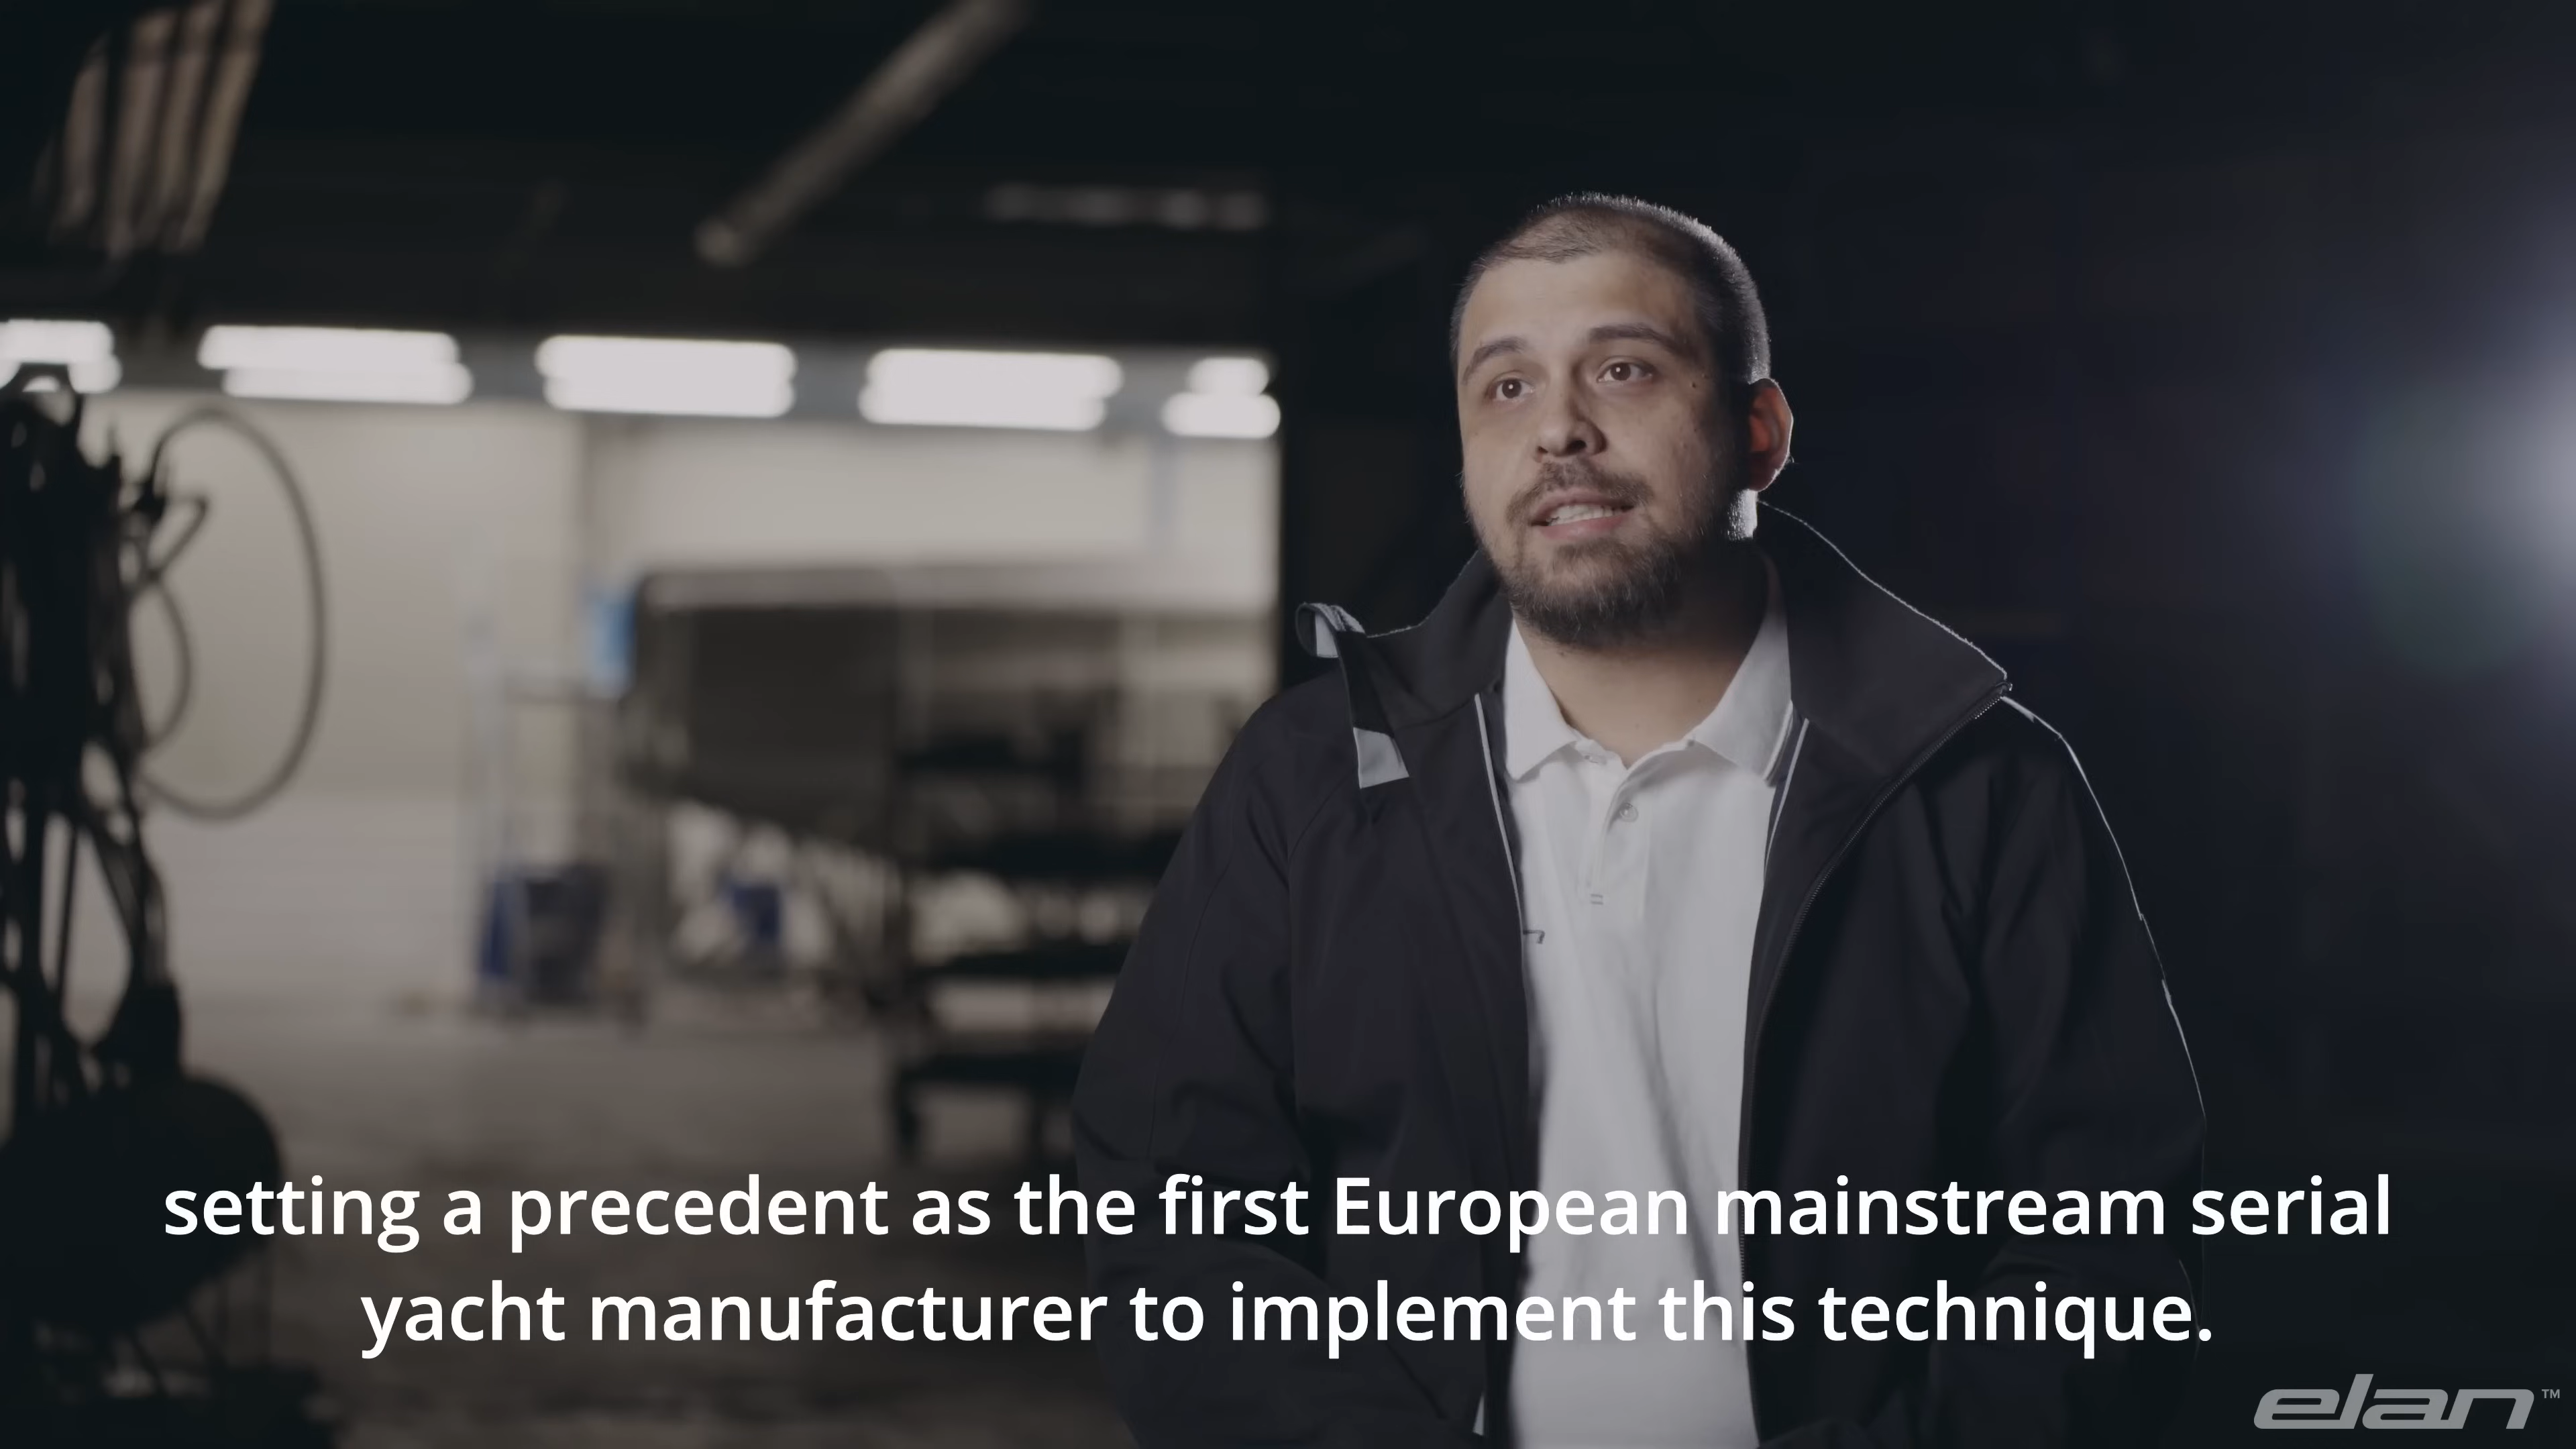 setting a precedent as the first European mainstream serial
yacht manufacturer to implement this technique.
elan™